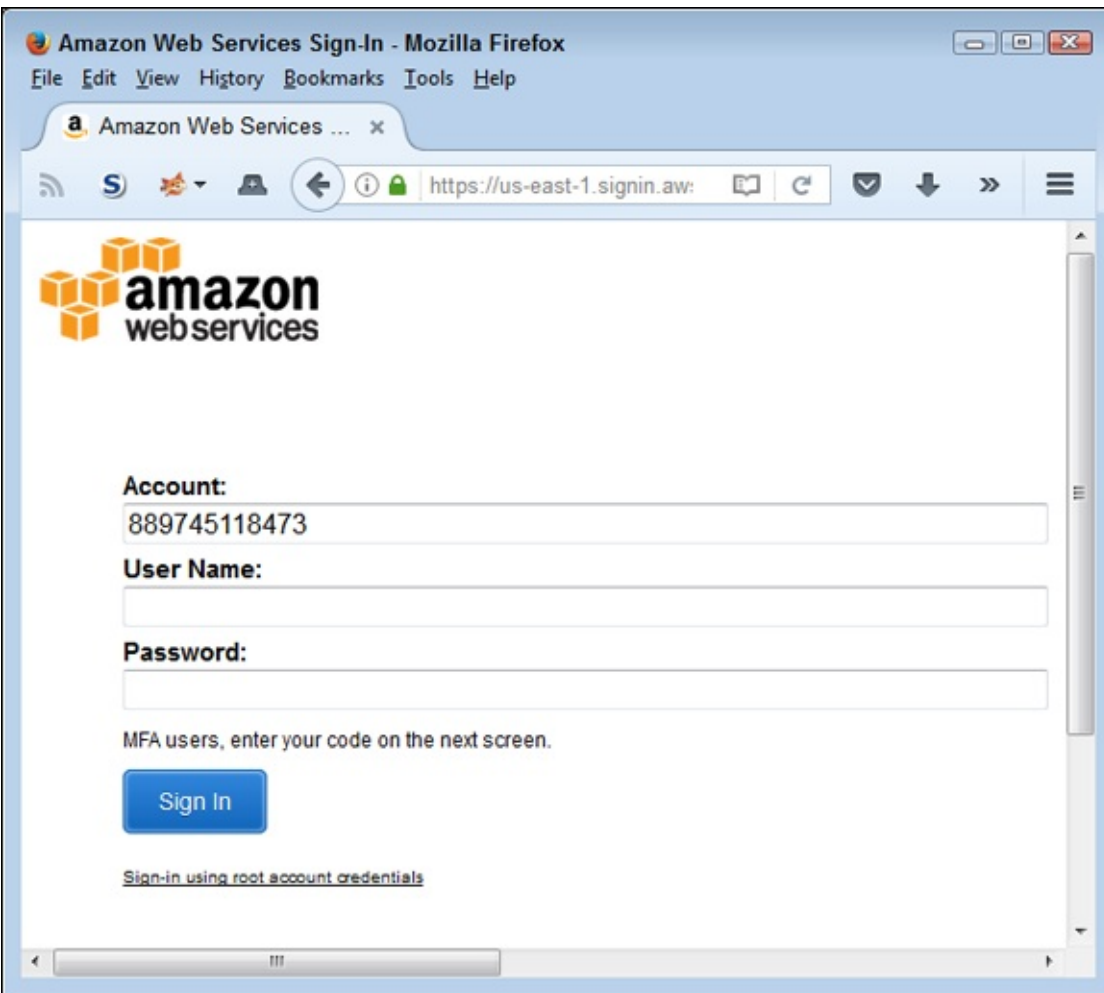 Amazon Web Services Sign-In - Mozilla Firefox
File Edit View History Bookmarks Tools Help
a Amazon Web Services ... ×
S https://us-east-1.signin.aw
amazon
web services
Account:
889745118473
User Name:
Password:
MFA users, enter your code on the next screen.
Sign In
Sign-in using root account credentials